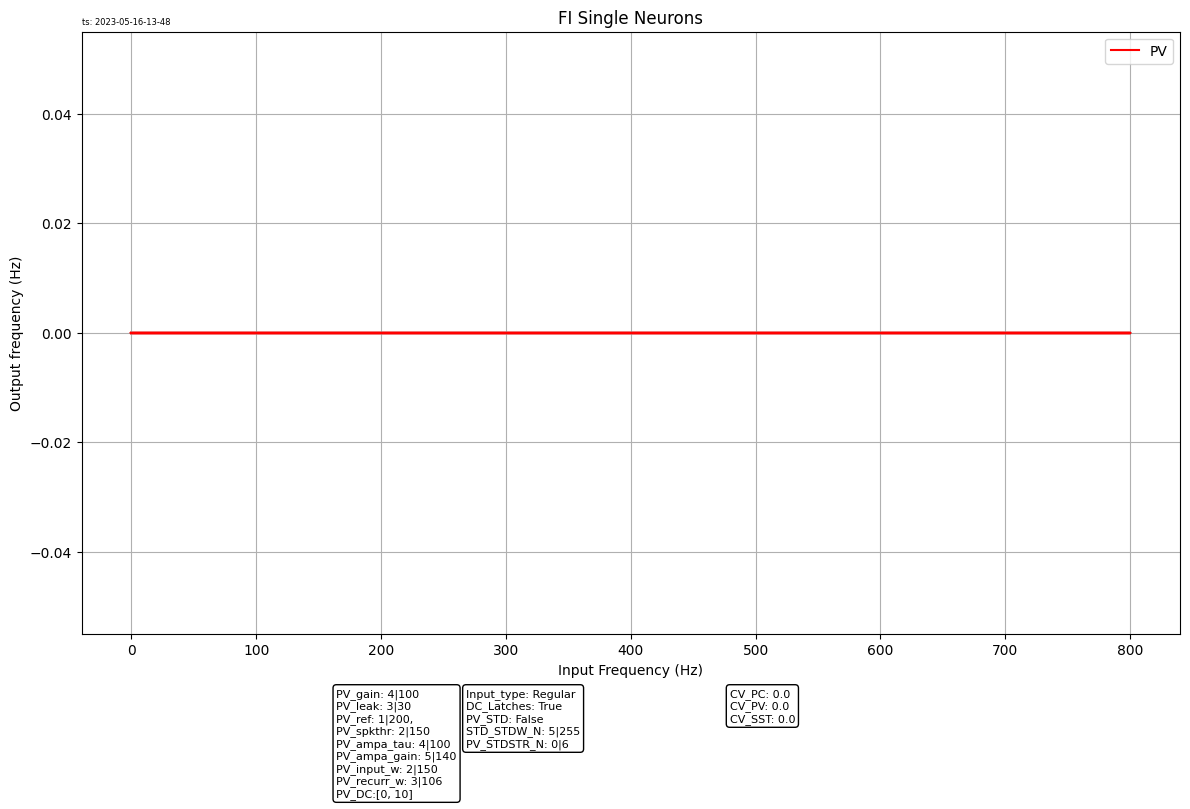 ts: 2023-05-16-13-48
FI Single Neurons
PV
0.04
0.02
0.00
−0.02
−0.04
Output frequency (Hz)
0 100 200 300 400 500 600 700 800
Input Frequency (Hz)
PV_gain: 4|100
PV_leak: 3|30
PV_ref: 1|200,
PV_spkthr: 2|150
PV_ampa_tau: 4|100
PV_ampa_gain: 5|140
PV_input_w: 2|150
PV_recurr_w: 3|106
PV_DC:[0, 10]
Input_type: Regular
DC_Latches: True
PV_STD: False
STD_STDW_N: 5|255
PV_STDSTR_N: 0|6
CV_PC: 0.0
CV_PV: 0.0
CV_SST: 0.0